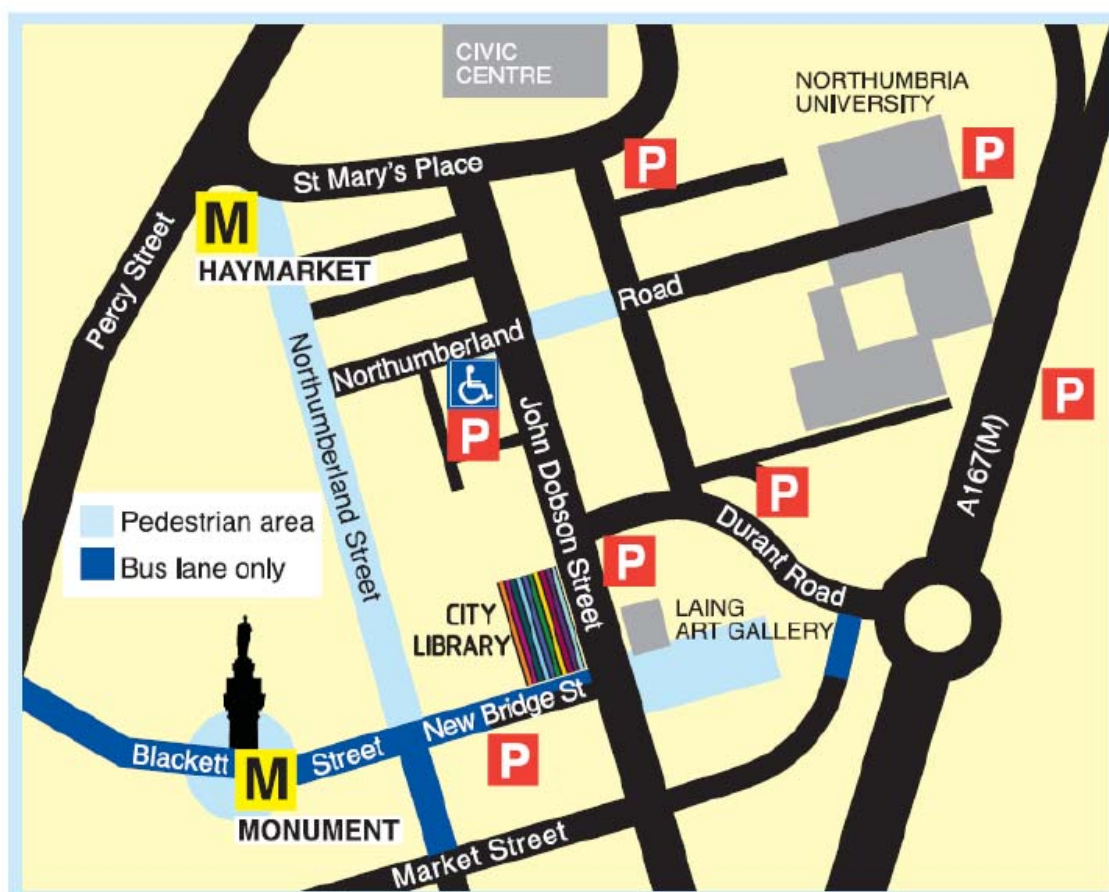 CIVIC
CENTRE
NORTHUMBRIA
UNIVERSITY
P
P
St Mary's Place
M
HAYMARKET
Percy Street
Northumberland
Road
Northumberland Street
P
John Dobson Street
P
A167(M)
P
Durant Road
Pedestrian area
Bus lane only
P
CITY
LIBRARY
LAING
ART GALLERY
New Bridge St
Blackett
Street
M
MONUMENT
P
Market Street